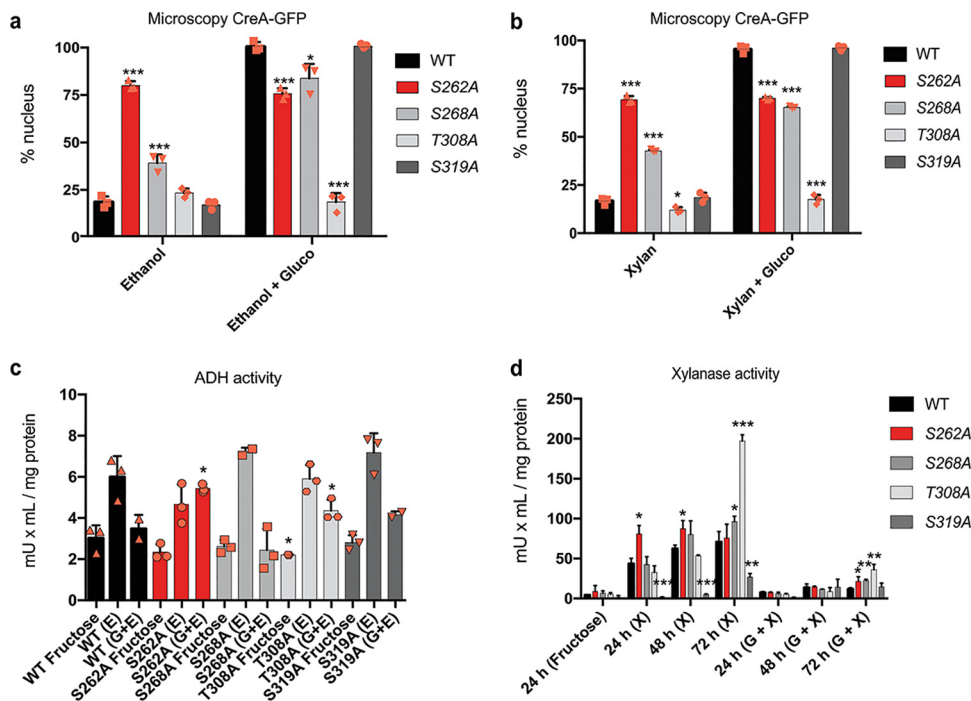 a
Microscopy CreA-GFP
% nucleus
100
75
50
25
0
***
***
***
*
***
Ethanol
Ethanol + Gluco
WT
S262A
S268A
T308A
S319A
b
Microscopy CreA-GFP
% nucleus
100
75
50
25
0
***
***
*
***
***
***
Xylan
Xylan + Gluco
WT
S262A
S268A
T308A
S319A
c
ADH activity
mU x mL / mg protein
8
6
4
2
0
*
*
*
WT Fructose
WT (E)
WT (G+E)
S262A Fructose
S262A (E)
S262A (G+E)
S268A Fructose
S268A (E)
S268A (G+E)
T308A Fructose
T308A (E)
T308A (G+E)
S319A Fructose
S319A (E)
S319A (G+E)
d
Xylanase activity
mU x mL / mg protein
250
200
150
100
50
0
*
***
*
***
*
***
**
*
**
**
24 h (Fructose)
24 h (X)
48 h (X)
72 h (X)
24 h (G + X)
48 h (G + X)
72 h (G + X)
WT
S262A
S268A
T308A
S319A